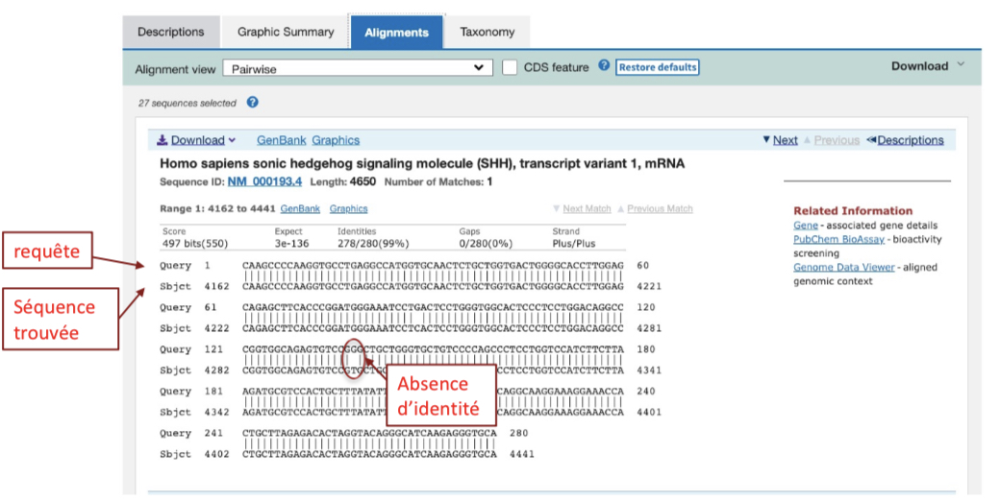 Descriptions Graphic Summary Alignments Taxonomy
Alignment view Pairwise CDS feature ? Restore defaults Download
27 sequences selected ?
Download GenBank Graphics Next Previous Descriptions
Homo sapiens sonic hedgehog signaling molecule (SHH), transcript variant 1, mRNA
Sequence ID: NM_000193.4 Length: 4650 Number of Matches: 1
Range 1: 4162 to 4441 GenBank Graphics Next Match Previous Match
Score Expect Identities Gaps Strand
497 bits(550) 3e-136 278/280(99%) 0/280(0%) Plus/Plus
requête
Query 1 CAAGCCCCAAGGTGCCTGAGGCCATGGTGCAACTCTGCTGGTGACTGGGGCACCTTGGAG 60
Sbjct 4162 CAAGCCCCAAGGTGCCTGAGGCCATGGTGCAACTCTGCTGGTGACTGGGGCACCTTGGAG 4221
Séquence
trouvée
Query 61 CAGAGCTTCACCCGGATGGGAAATCCTGACTCCTGGGTGGCACTCCCTCCTGGACAGGCC 120
Sbjct 4222 CAGAGCTTCACCCGGATGGGAAATCCTCACTCCTGGGTGGCACTCCCTCCTGGACAGGCC 4281
Query 121 CGGTGGCAGAGTGTCCGGGCTGCTGGGTGCTGTCCCCAGCCCTCCTGGTCCATCTTCTTA 180
Sbjct 4282 CGGTGGCAGAGTGTCCGTGCTG CCTCCTGGTCCATCTTCTTA 4341
Absence
d'identité
Query 181 AGATGCGTCCACTGCTTTATATT CAGGCAAGGAAAGGAAACCA 240
Sbjct 4342 AGATGCGTCCACTGCTTTATATT CAGGCAAGGAAAGGAAACCA 4401
Query 241 CTGCTTAGAGACACTAGGTACAGGGCATCAAGAGGGTGCA 280
Sbjct 4402 CTGCTTAGAGACACTAGGTACAGGGCATCAAGAGGGTGCA 4441
Related Information
Gene - associated gene details
PubChem BioAssay - bioactivity
screening
Genome Data Viewer - aligned
genomic context